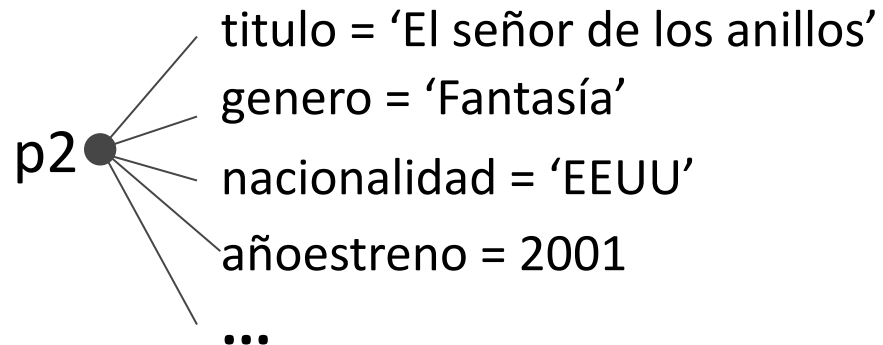 titulo = ‘El señor de los anillos’
genero = ‘Fantasía’
p2
nacionalidad = ‘EEUU’
añoestreno = 2001
...